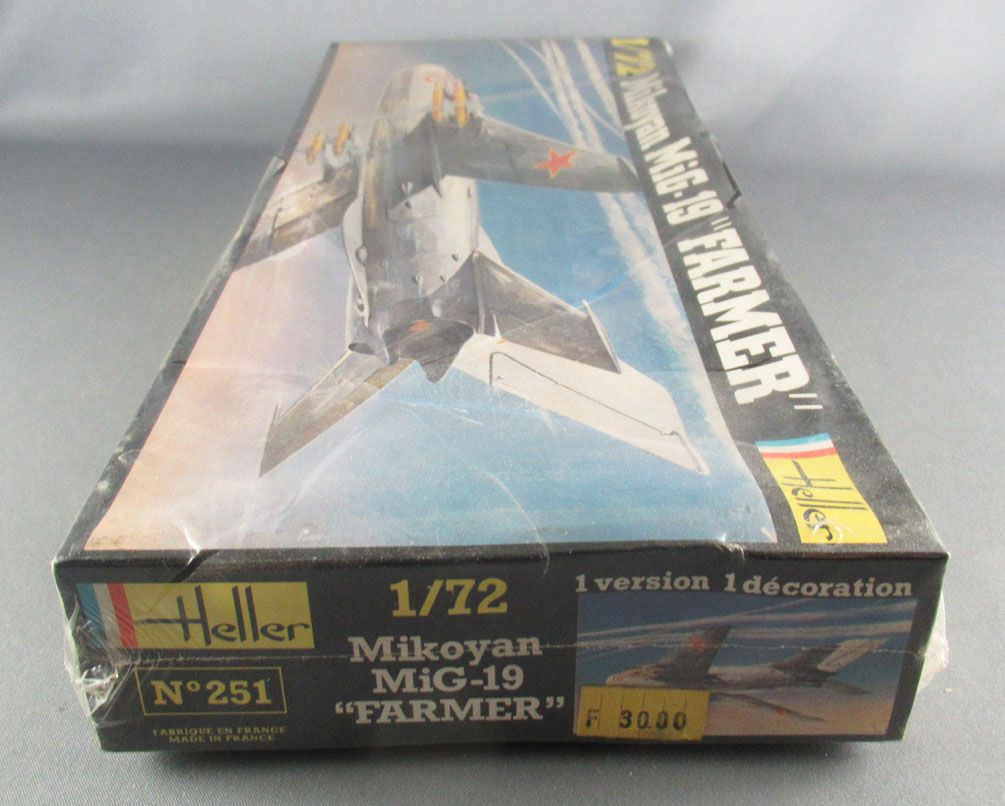 1/72 Mikoyan MiG-19 "FARMER"
Heller
Heller
N° 251
FABRIQUE EN FRANCE
MADE IN FRANCE
1/72
Mikoyan
MiG-19
"FARMER"
1 version 1 décoration
F 30.00